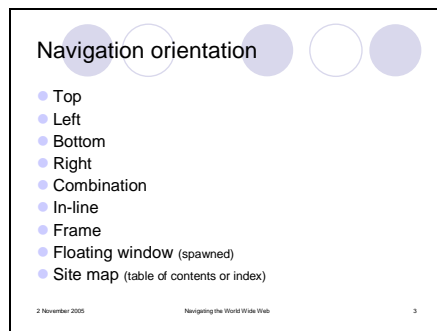 Navigation orientation
Top
Left
Bottom
Right
Combination
In-line
Frame
Floating window (spawned)
Site map (table of contents or index)
2 November 2005 Navigating the World Wide Web 3